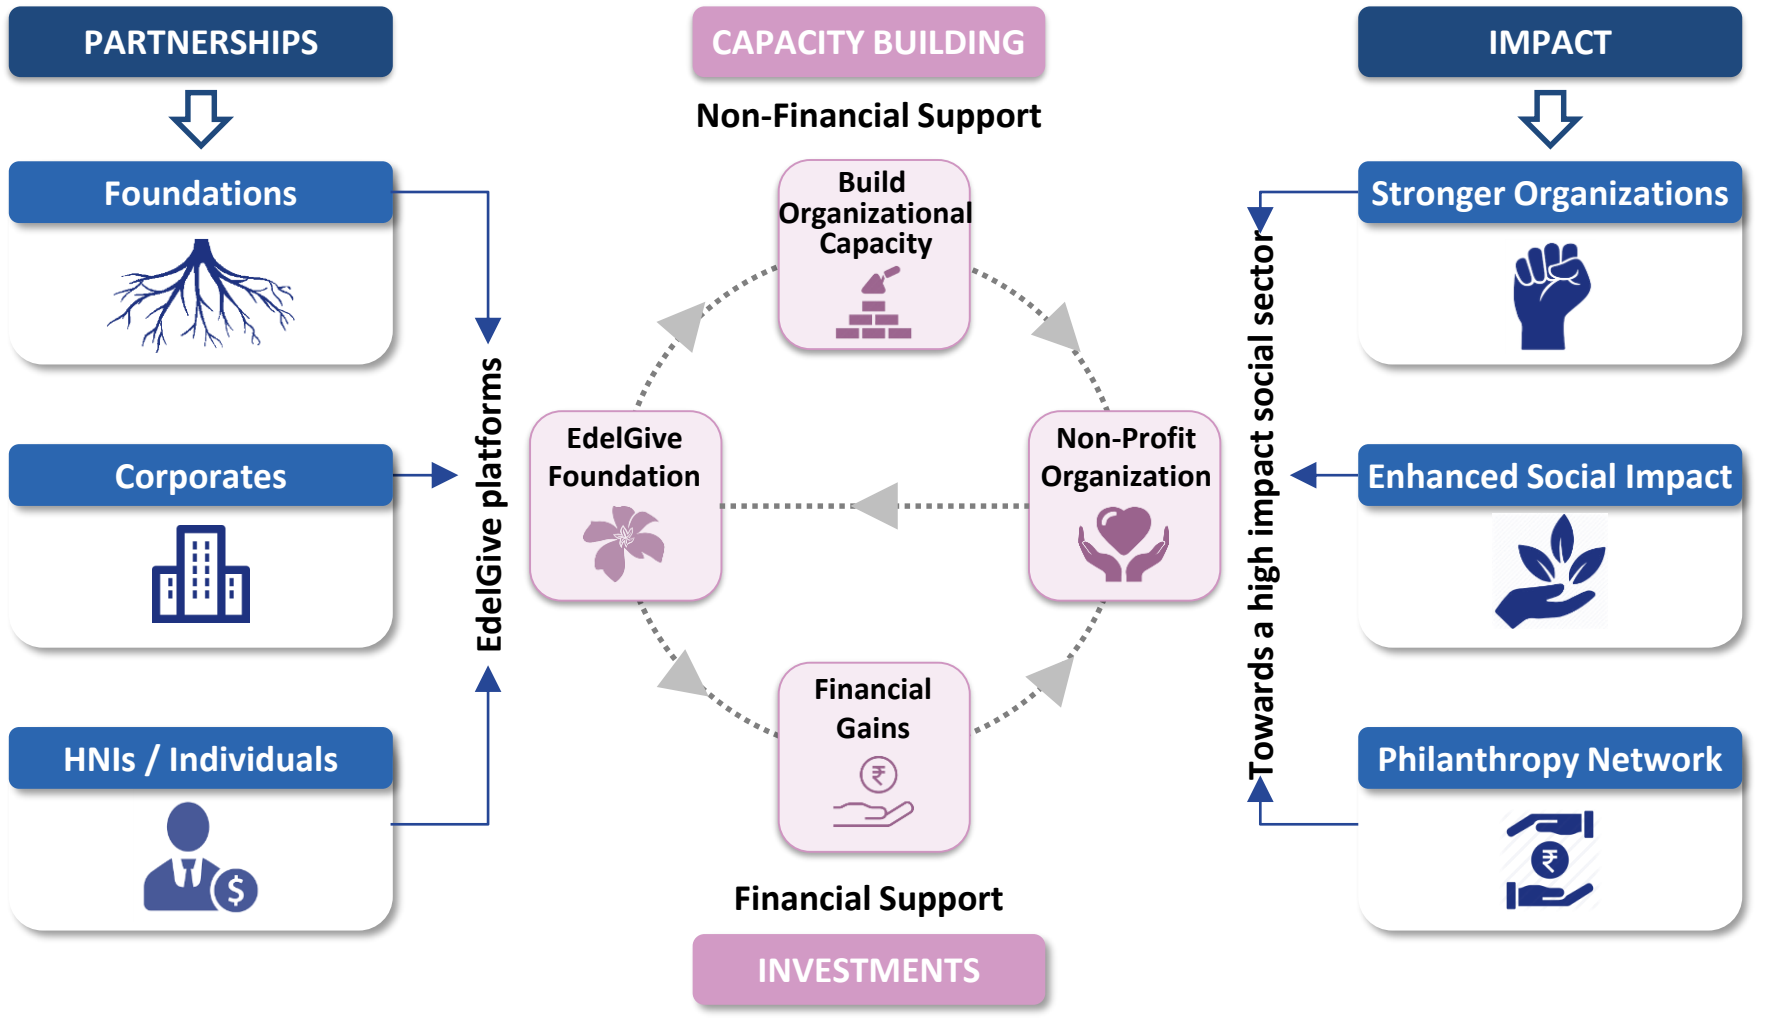 PARTNERSHIPS
Foundations
Corporates
HNIs / Individuals
$
EdelGive platforms
CAPACITY BUILDING
Non-Financial Support
Build
Organizational
Capacity
EdelGive
Foundation
Non-Profit
Organization
Financial
Gains
₹
Financial Support
INVESTMENTS
Towards a high impact social sector
IMPACT
Stronger Organizations
Enhanced Social Impact
Philanthropy Network
₹